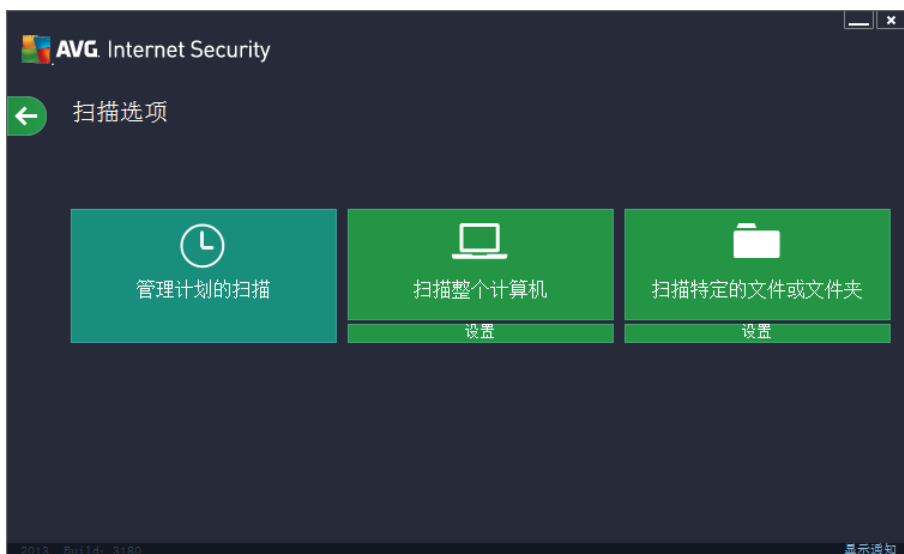 AVG. Internet Security
扫描选项
管理计划的扫描
扫描整个计算机
设置
扫描特定的文件或文件夹
设置
2013. Build: 3180
显示通知